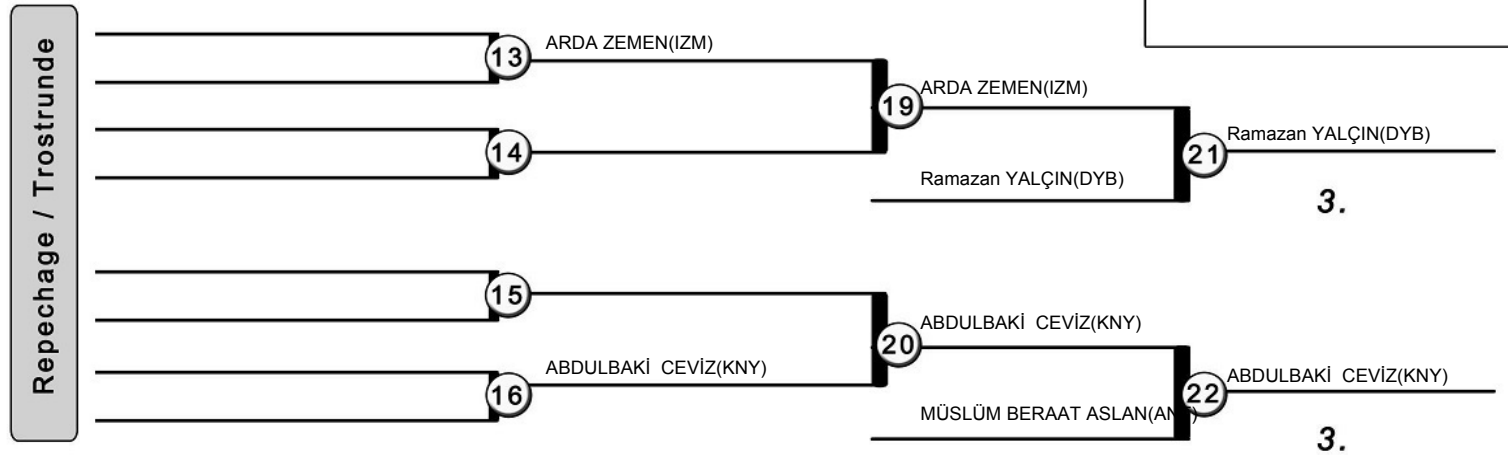 Repechage / Trostrunde
13
ARDA ZEMEN(IZM)
14
19
ARDA ZEMEN(IZM)
Ramazan YALÇIN(DYB)
21
Ramazan YALÇIN(DYB)
3.
15
16
ABDULBAKİ CEVİZ(KNY)
20
ABDULBAKİ CEVİZ(KNY)
MÜSLÜM BERAAT
22
ABDULBAKİ CEVİZ(KNY)
3.